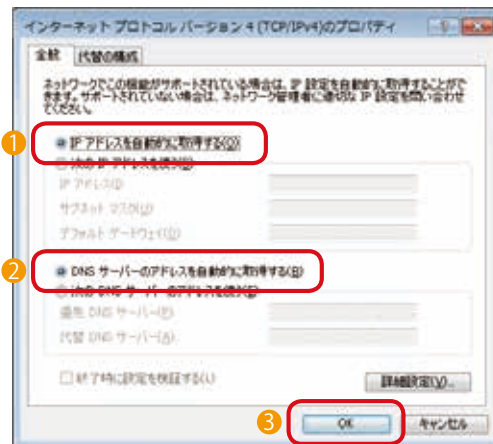 インターネット プロトコル バージョン 4 (TCP/IPv4)のプロパティ
全般 代替の構成
ネットワークでこの機能がサポートされている場合は、IP 設定を自動的に取得することがで
きます。サポートされていない場合は、ネットワーク管理者に適切な IP 設定を問い合わせ
てください。
1 IP アドレスを自動的に取得する(O)
次の IP アドレスを使う(S)
IP アドレス(I)
サブネット マスク(U)
デフォルト ゲートウェイ(D)
2 DNS サーバーのアドレスを自動的に取得する(B)
次の DNS サーバーのアドレスを使う(E)
優先 DNS サーバー(P)
代替 DNS サーバー(A)
終了時に設定を検証する(L)
詳細設定(V)...
3 OK キャンセル